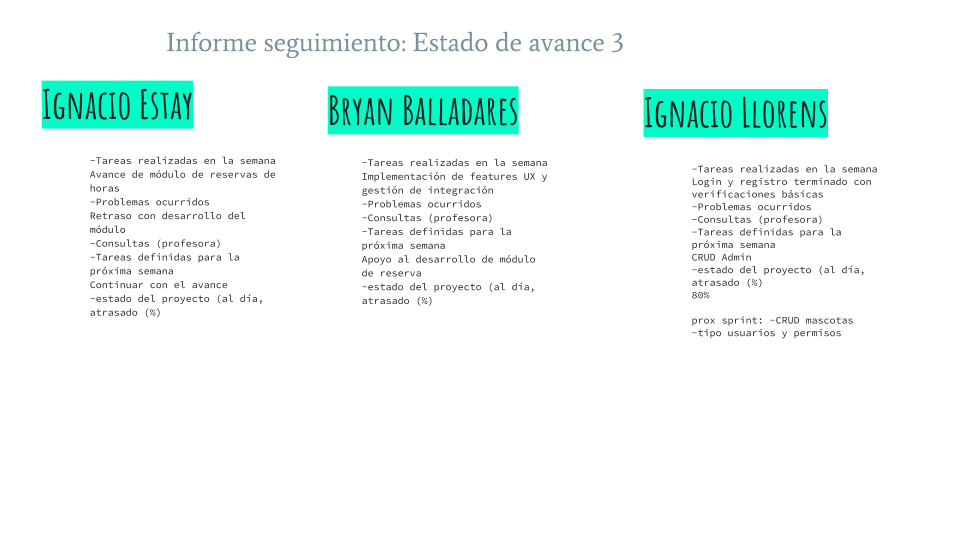 Informe seguimiento: Estado de avance 3
Ignacio Estay
-Tareas realizadas en la semana
Avance de módulo de reservas de
horas
-Problemas ocurridos
Retraso con desarrollo del
módulo
-Consultas (profesora)
-Tareas definidas para la
próxima semana
Continuar con el avance
-estado del proyecto (al día,
atrasado (%)
Bryan Balladares
-Tareas realizadas en la semana
Implementación de features UX y
gestión de integración
-Problemas ocurridos
-Consultas (profesora)
-Tareas definidas para la
próxima semana
Apoyo al desarrollo de módulo
de reserva
-estado del proyecto (al día,
atrasado (%)
Ignacio Llorens
-Tareas realizadas en la semana
Login y registro terminado con
verificaciones básicas
-Problemas ocurridos
-Consultas (profesora)
-Tareas definidas para la
próxima semana
CRUD Admin
-estado del proyecto (al día,
atrasado (%)
80%
prox sprint: -CRUD mascotas
-tipo usuarios y permisos